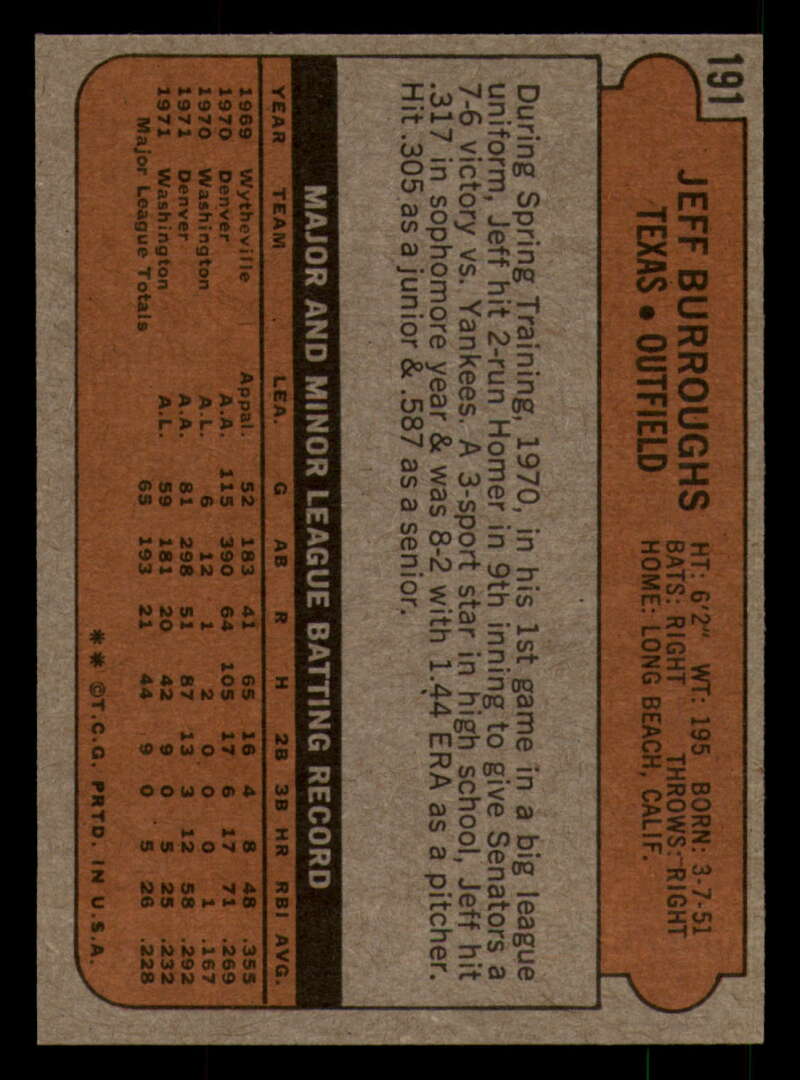 191
JEFF BURROUGHS
TEXAS • OUTFIELD
HT: 6'2" WT: 195 BORN: 3-7-51
BATS: RIGHT THROWS: RIGHT
HOME: LONG BEACH, CALIF.
During Spring Training, 1970, in his 1st game in a big league
uniform, Jeff hit 2-run Homer in 9th inning to give Senators a
7-6 victory vs. Yankees. A 3-sport star in high school, Jeff hit
.317 in sophomore year & was 8-2 with 1.44 ERA as a pitcher.
Hit .305 as a junior & .587 as a senior.
MAJOR AND MINOR LEAGUE BATTING RECORD
YEAR TEAM LEA. G AB R H 2B 3B HR RBI AVG.
1969 Wytheville Appal. 52 183 41 65 16 4 8 48 .355
1970 Denver A.A. 115 390 64 105 17 6 17 71 .269
1970 Washington A.L. 6 12 1 2 0 0 0 1 .167
1971 Denver A.A. 81 298 51 87 13 3 12 58 .292
1971 Washington A.L. 59 181 20 42 9 0 5 25 .232
Major League Totals 65 193 21 44 9 0 5 26 .228
** ©T.C.G. PRTD. IN U.S.A.